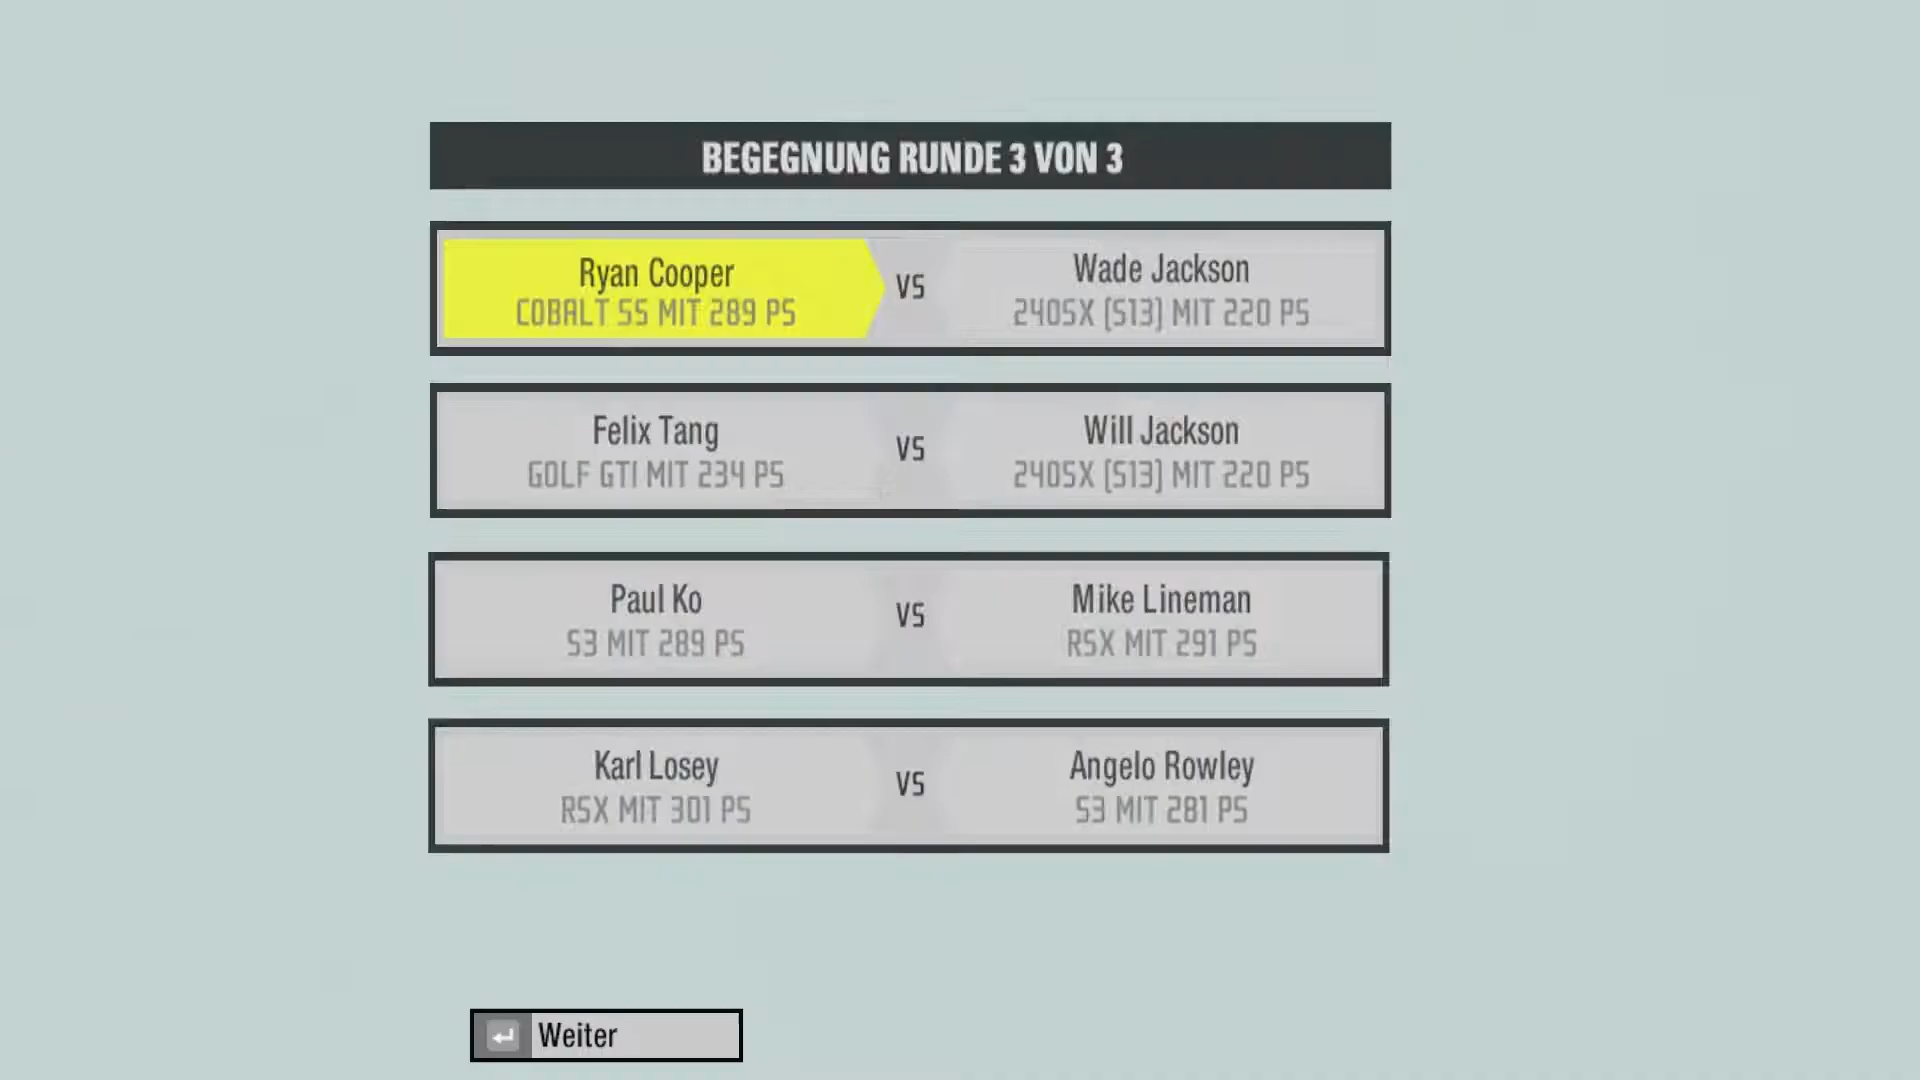 BEGEGNUNG RUNDE 3 VON 3
Ryan Cooper
COBALT SS MIT 289 PS
VS
Wade Jackson
240SX (S13) MIT 220 PS
Felix Tang
GOLF GTI MIT 234 PS
VS
Will Jackson
240SX (S13) MIT 220 PS
Paul Ko
S3 MIT 289 PS
VS
Mike Lineman
RSX MIT 291 PS
Karl Losey
RSX MIT 301 PS
VS
Angelo Rowley
S3 MIT 281 PS
Weiter